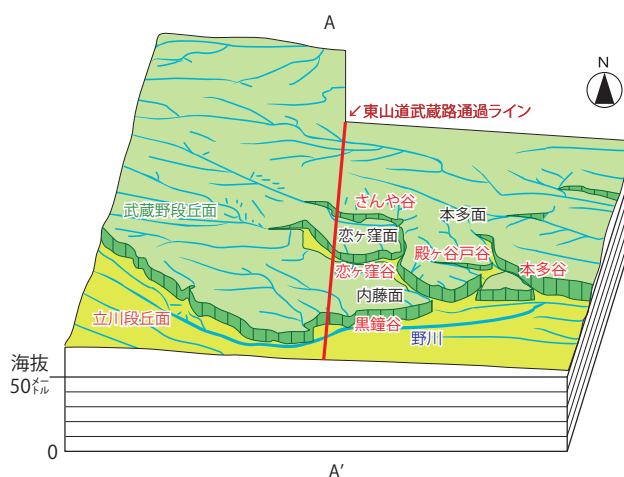 A
N
↙東山道武蔵路通過ライン
さんや谷
武蔵野段丘面
本多面
恋ヶ窪面
殿ヶ谷戸谷
恋ヶ窪谷
本多谷
内藤面
立川段丘面
黒鐘谷
野川
海抜
50メートル
0
A'